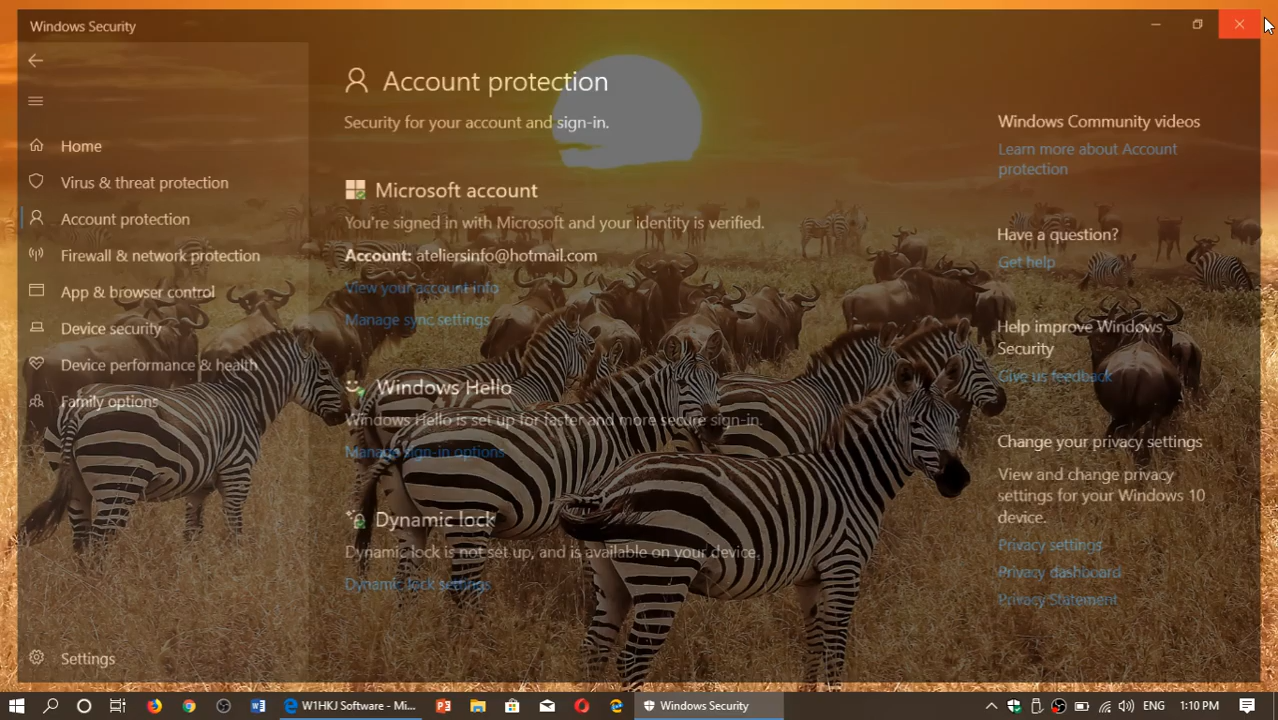 Windows Security
Home
Virus & threat protection
Account protection
Firewall & network protection
App & browser control
Device security
Device performance & health
Family options
Settings
Account protection
Security for your account and sign-in.
Microsoft account
You're signed in with Microsoft and your identity is verified.
Account: ateliersinfo@hotmail.com
View your account info
Manage sync settings
Windows Hello
Windows Hello is set up for faster and more secure sign-in.
Manage sign-in options
Dynamic lock
Dynamic lock is not set up, and is available on your device.
Dynamic lock settings
Windows Community videos
Learn more about Account
protection
Have a question?
Get help
Help improve Windows
Security
Give us feedback
Change your privacy settings
View and change privacy
settings for your Windows 10
device.
Privacy settings
Privacy dashboard
Privacy Statement
W1HKJ Software - Mi...
Windows Security
ENG
1:10 PM